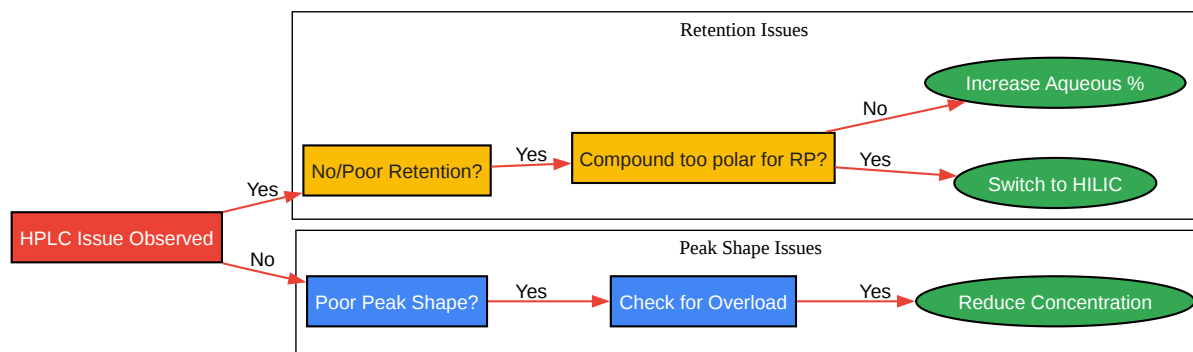 Retention Issues
Increase Aqueous %
No
No/Poor Retention?
Yes
Compound too polar for RP?
Yes
Switch to HILIC
Yes
HPLC Issue Observed
No
Peak Shape Issues
Poor Peak Shape?
Yes
Check for Overload
Yes
Reduce Concentration